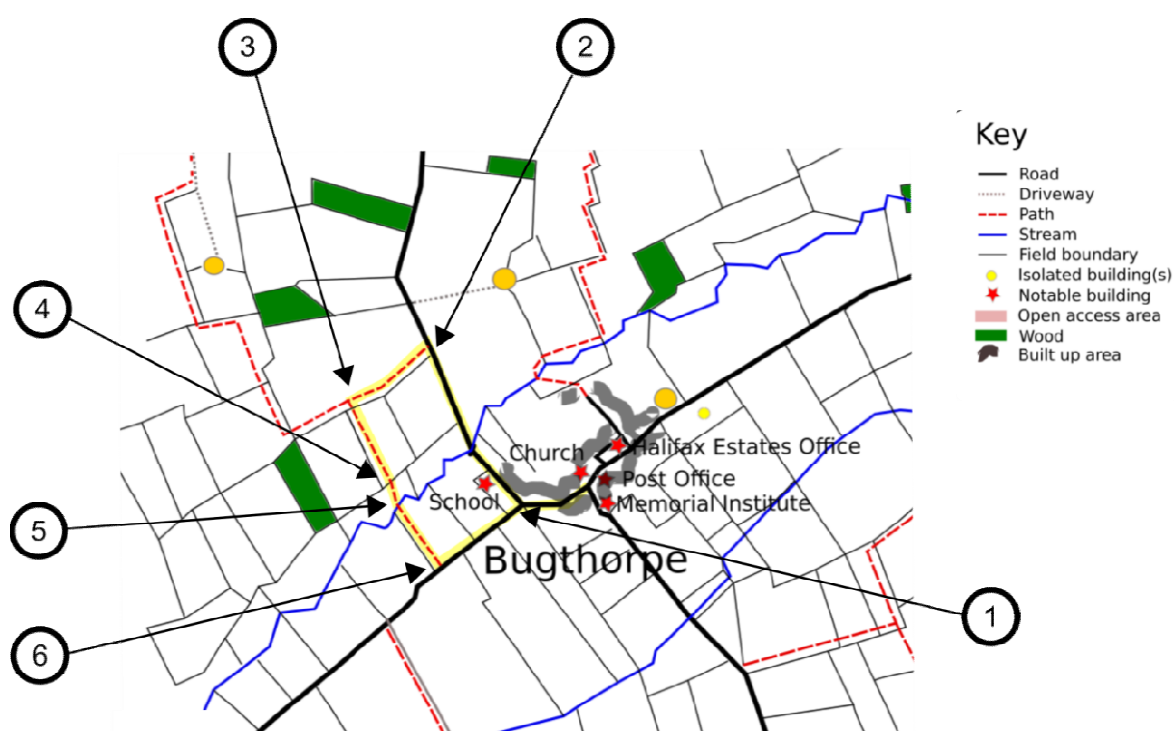 3
2
Key
Road
Driveway
Path
Stream
Field boundary
Isolated building(s)
Notable building
Open access area
Wood
Built up area
4
Church
Halifax Estates Office
Post Office
School
Memorial Institute
5
Bugthorpe
1
6